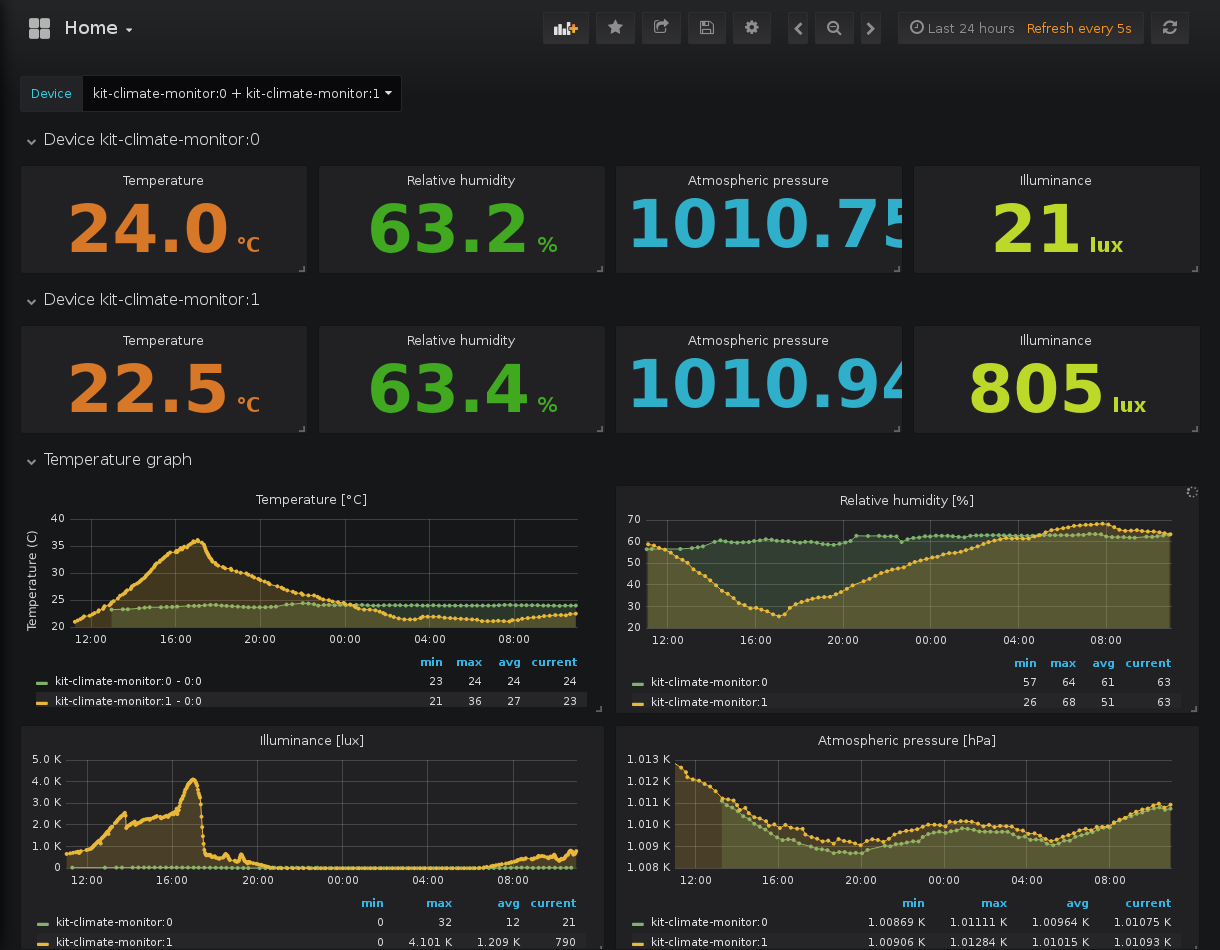 Home
Last 24 hours Refresh every 5s
Device kit-climate-monitor:0 + kit-climate-monitor:1
Device kit-climate-monitor:0
Temperature Relative humidity Atmospheric pressure Illuminance
24.0 °C 63.2 % 1010.75 21 lux
Device kit-climate-monitor:1
Temperature Relative humidity Atmospheric pressure Illuminance
22.5 °C 63.4 % 1010.94 805 lux
Temperature graph
Temperature [°C]
Temperature (C)
40
35
30
25
20
12:00 16:00 20:00 00:00 04:00 08:00
min max avg current
kit-climate-monitor:0 - 0:0 23 24 24 24
kit-climate-monitor:1 - 0:0 21 36 27 23
Relative humidity [%]
70
60
50
40
30
20
12:00 16:00 20:00 00:00 04:00 08:00
min max avg current
kit-climate-monitor:0 57 64 61 63
kit-climate-monitor:1 26 68 51 63
Illuminance [lux]
5.0 K
4.0 K
3.0 K
2.0 K
1.0 K
0
12:00 16:00 20:00 00:00 04:00 08:00
min max avg current
kit-climate-monitor:0 0 32 12 21
kit-climate-monitor:1 0 4.101 K 1.209 K 790
Atmospheric pressure [hPa]
1.013 K
1.012 K
1.011 K
1.010 K
1.009 K
1.008 K
12:00 16:00 20:00 00:00 04:00 08:00
min max avg current
kit-climate-monitor:0 1.00869 K 1.01111 K 1.00964 K 1.01075 K
kit-climate-monitor:1 1.00906 K 1.01284 K 1.01015 K 1.01093 K